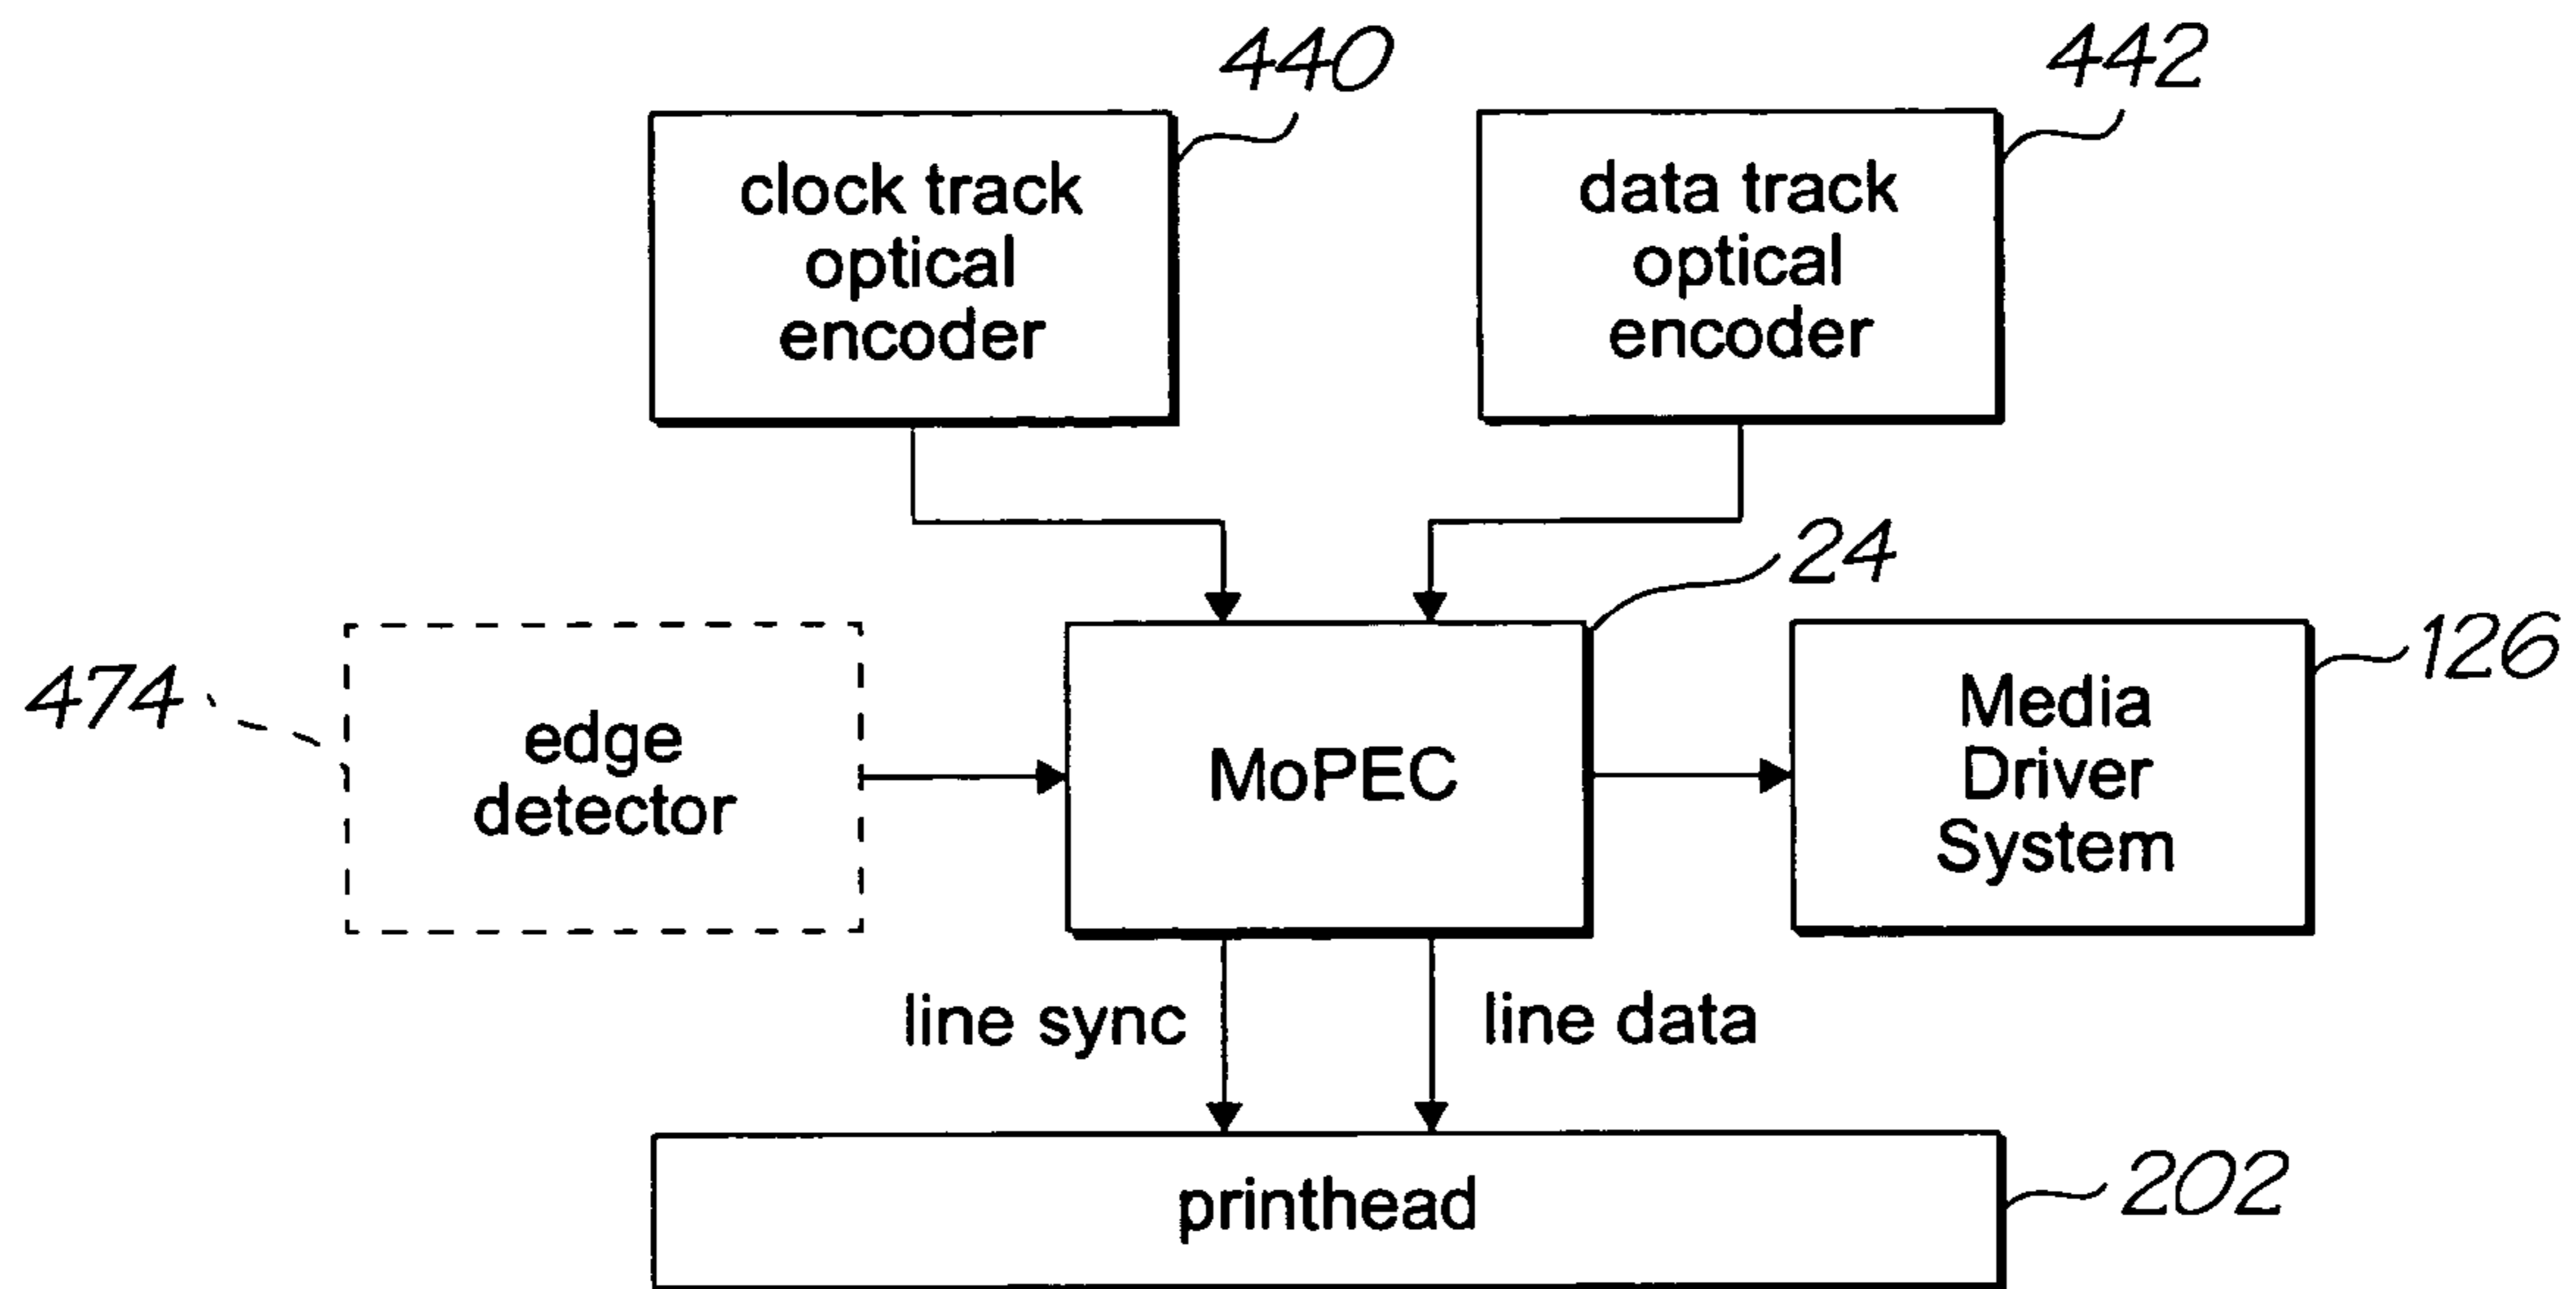 440
442
clock track
optical
encoder
data track
optical
encoder
24
126
474
edge
detector
MoPEC
Media
Driver
System
line sync
line data
printhead
202